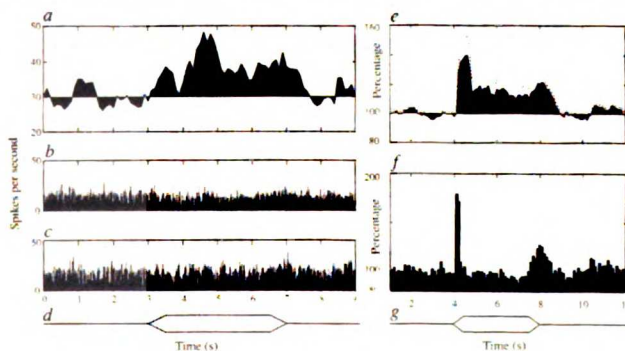 a
50
40
30
20
b
50
0
c
50
0
0 1 2 3 4 5 6 7 8 9
d
Time (s)
Spikes per second
e
100
80
Percentage
f
200
100
Percentage
2 4 6 8 10
g
Time (s)